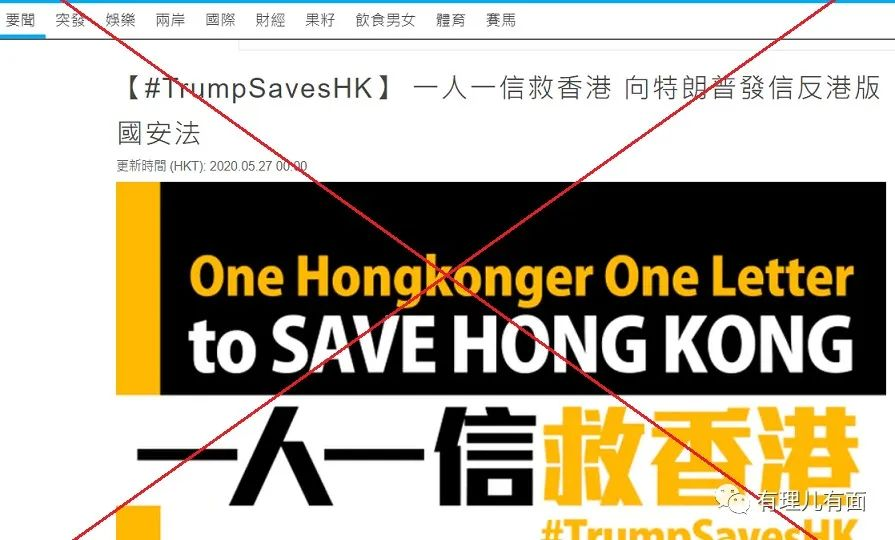 要聞 突發 娛樂 兩岸 國際 財經 果籽 飲食男女 體育 賽馬
【#TrumpSavesHK】 一人一信救香港 向特朗普發信反港版
國安法
更新時間 (HKT): 2020.05.27 00:00
One Hongkonger One Letter
to SAVE HONG KONG
一人一信救香港
有理儿有面
#TrumpSavesHK